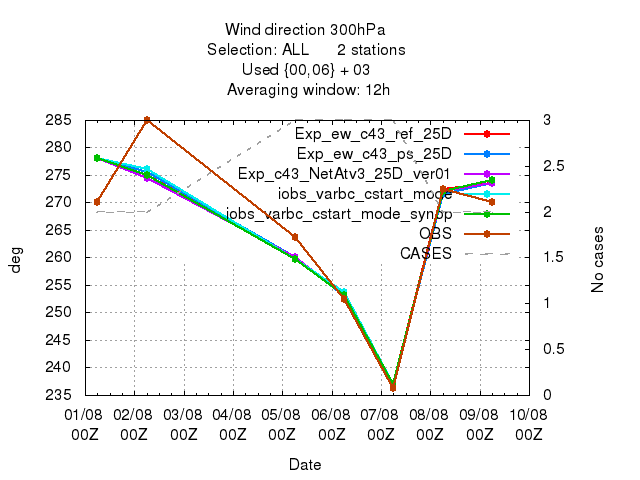 Wind direction 300hPa
Selection: ALL 2 stations
Used {00,06} + 03
Averaging window: 12h
285
280
275
270
265
260
255
250
245
240
235
deg
3
2.5
2
1.5
1
0.5
0
No cases
Exp_ew_c43_ref_25D
Exp_ew_c43_ps_25D
Exp_c43_NetAtv3_25D_ver01
iobs_varbc_cstart_mode
iobs_varbc_cstart_mode_synop
OBS
CASES
01/08 02/08 03/08 04/08 05/08 06/08 07/08 08/08 09/08 10/08
00Z 00Z 00Z 00Z 00Z 00Z 00Z 00Z 00Z 00Z
Date